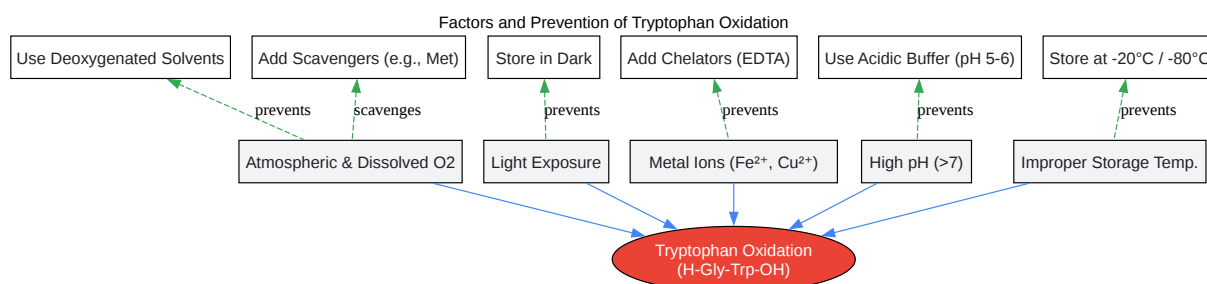 Factors and Prevention of Tryptophan Oxidation
Use Deoxygenated Solvents
Add Scavengers (e.g., Met)
Store in Dark
Add Chelators (EDTA)
Use Acidic Buffer (pH 5-6)
Store at -20°C / -80°C
prevents
scavenges
prevents
prevents
prevents
prevents
Atmospheric & Dissolved O2
Light Exposure
Metal Ions (Fe²⁺, Cu²⁺)
High pH (>7)
Improper Storage Temp.
Tryptophan Oxidation
(H-Gly-Trp-OH)